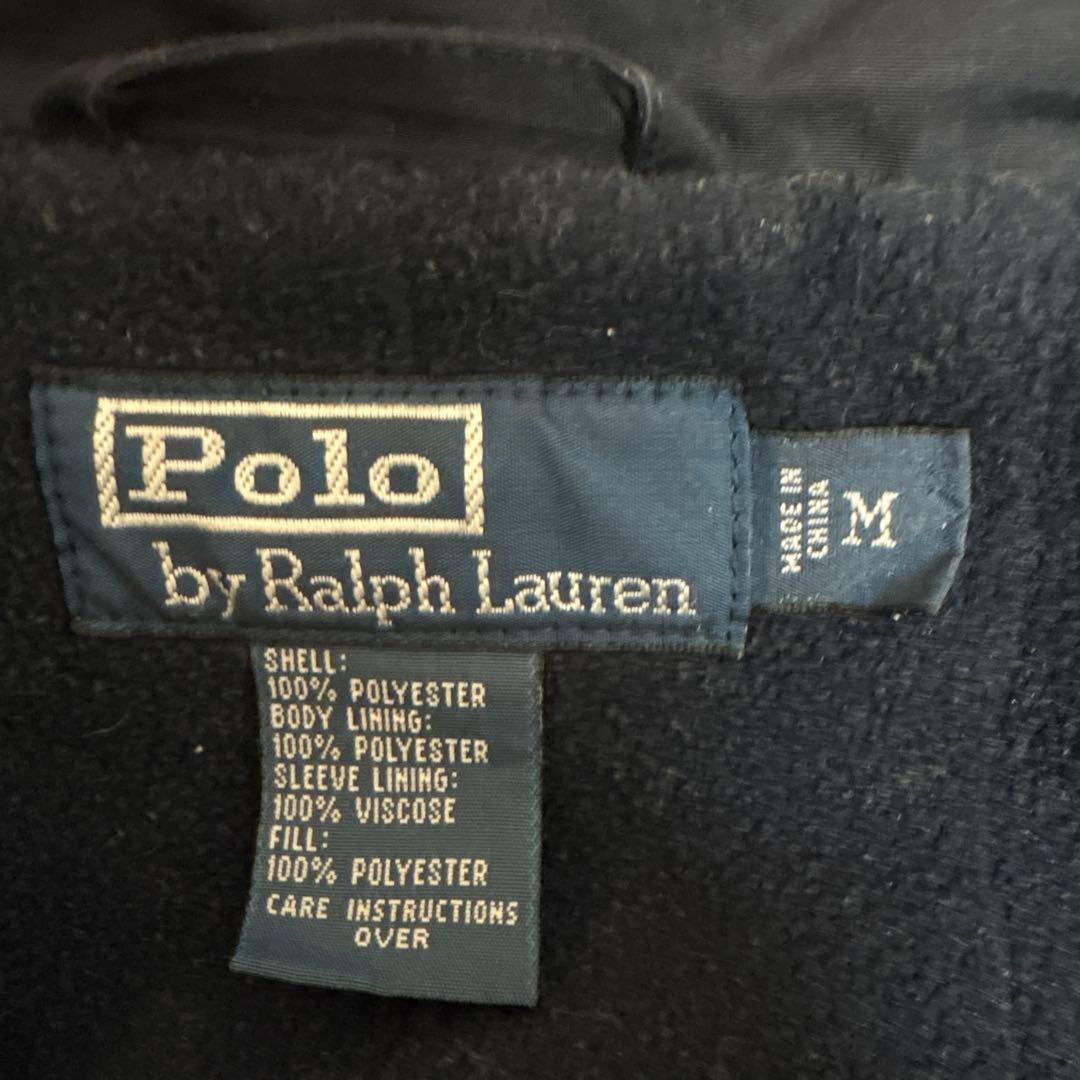 Polo
by Ralph Lauren
MADE IN
CHINA
M
SHELL:
100% POLYESTER
BODY LINING:
100% POLYESTER
SLEEVE LINING:
100% VISCOSE
FILL:
100% POLYESTER
CARE INSTRUCTIONS
OVER